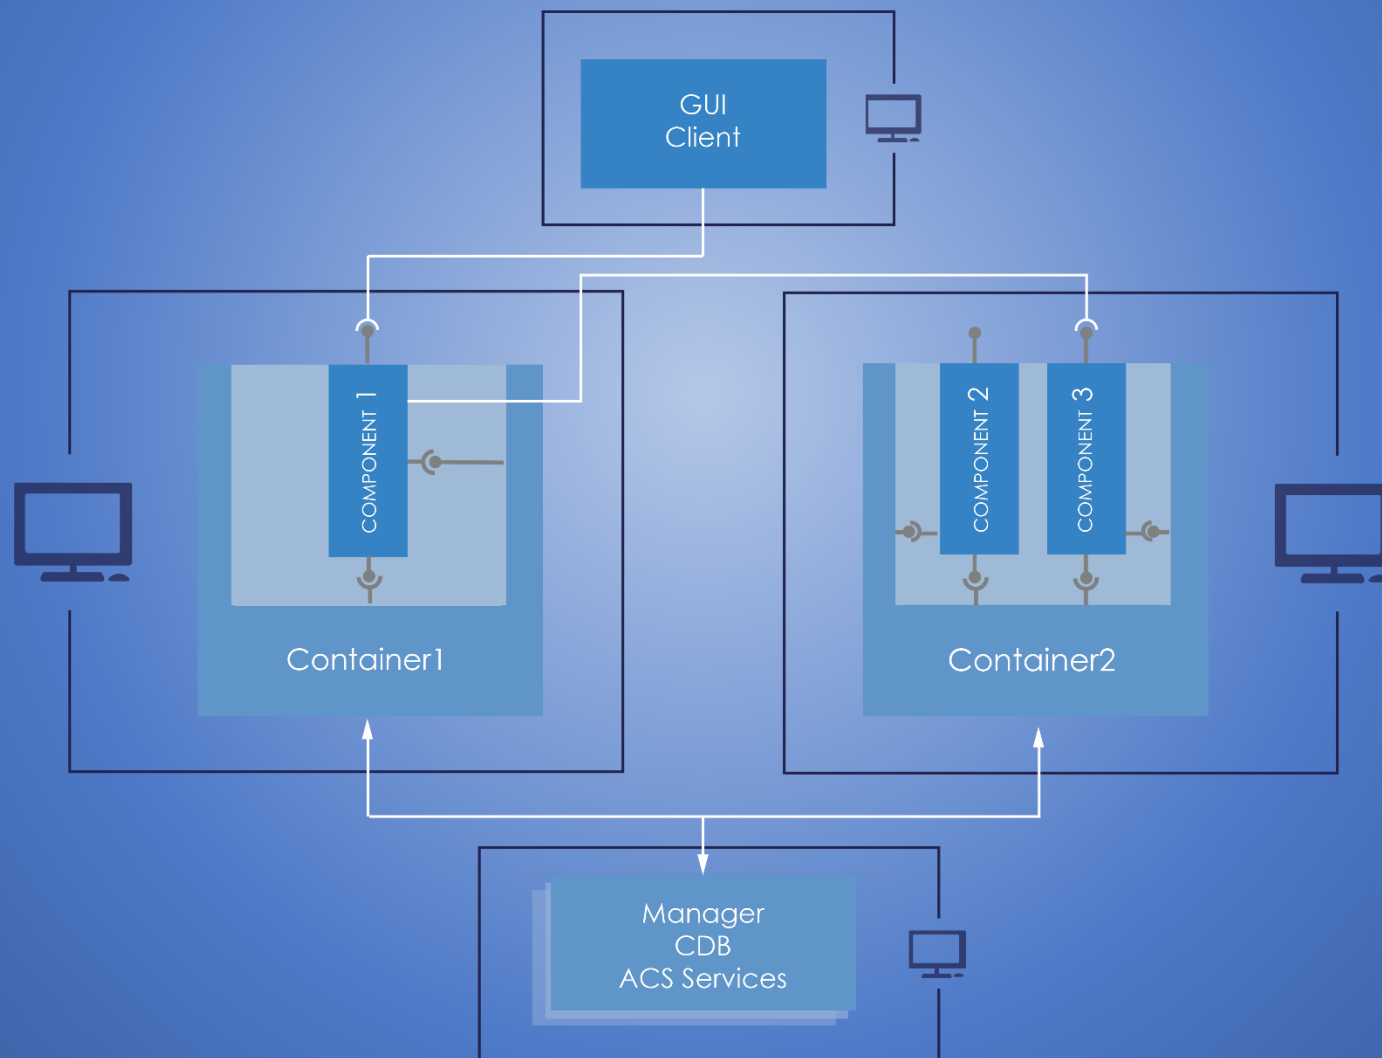 GUI
Client
COMPONENT 1
COMPONENT 2
COMPONENT 3
Container1
Container2
Manager
CDB
ACS Services